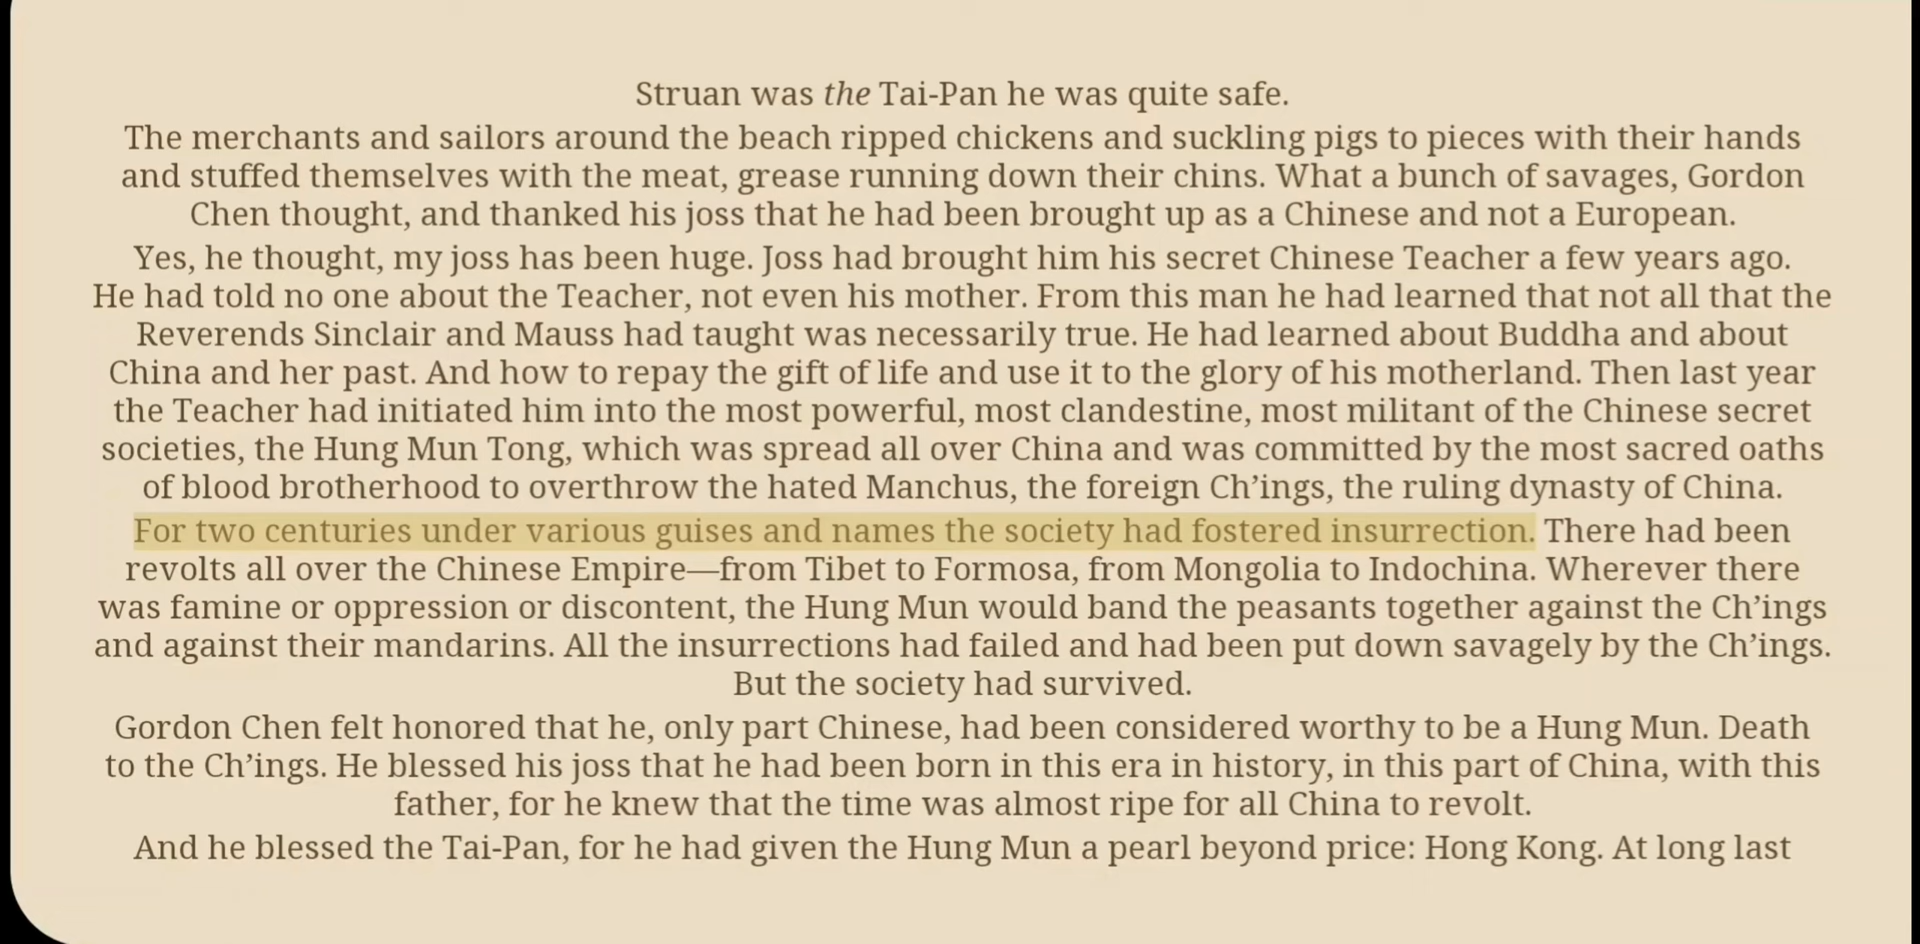 Struan was the Tai-Pan he was quite safe.
The merchants and sailors around the beach ripped chickens and suckling pigs to pieces with their hands
and stuffed themselves with the meat, grease running down their chins. What a bunch of savages, Gordon
Chen thought, and thanked his joss that he had been brought up as a Chinese and not a European.
Yes, he thought, my joss has been huge. Joss had brought him his secret Chinese Teacher a few years ago.
He had told no one about the Teacher, not even his mother. From this man he had learned that not all that the
Reverends Sinclair and Mauss had taught was necessarily true. He had learned about Buddha and about
China and her past. And how to repay the gift of life and use it to the glory of his motherland. Then last year
the Teacher had initiated him into the most powerful, most clandestine, most militant of the Chinese secret
societies, the Hung Mun Tong, which was spread all over China and was committed by the most sacred oaths
of blood brotherhood to overthrow the hated Manchus, the foreign Ch’ings, the ruling dynasty of China.
For two centuries under various guises and names the society had fostered insurrection. There had been
revolts all over the Chinese Empire—from Tibet to Formosa, from Mongolia to Indochina. Wherever there
was famine or oppression or discontent, the Hung Mun would band the peasants together against the Ch’ings
and against their mandarins. All the insurrections had failed and had been put down savagely by the Ch’ings.
But the society had survived.
Gordon Chen felt honored that he, only part Chinese, had been considered worthy to be a Hung Mun. Death
to the Ch’ings. He blessed his joss that he had been born in this era in history, in this part of China, with this
father, for he knew that the time was almost ripe for all China to revolt.
And he blessed the Tai-Pan, for he had given the Hung Mun a pearl beyond price: Hong Kong. At long last